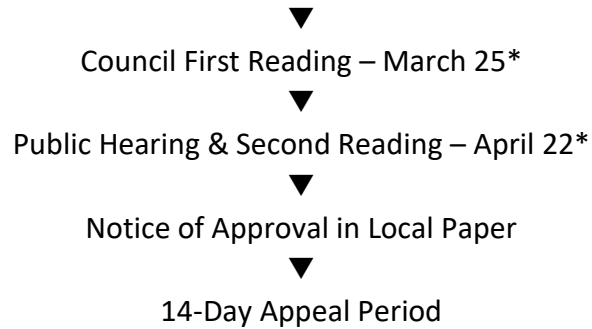 Council First Reading – March 25*
Public Hearing & Second Reading – April 22*
Notice of Approval in Local Paper
14-Day Appeal Period